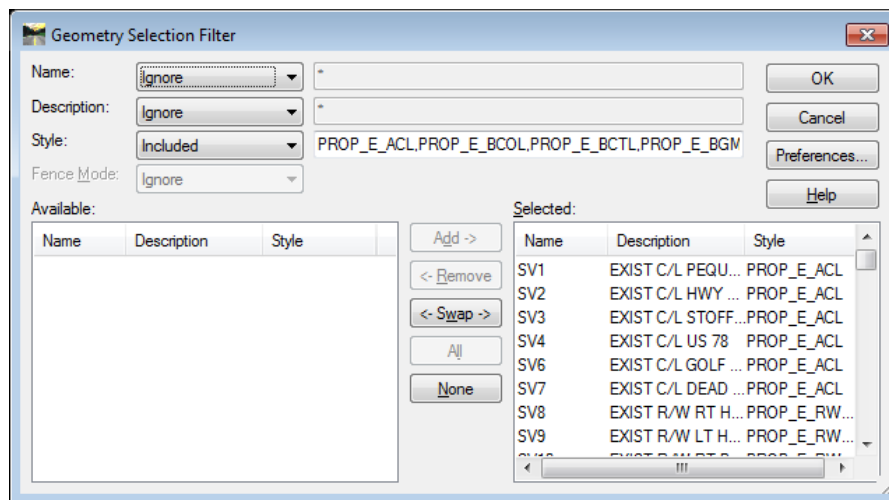 Geometry Selection Filter
Name: Ignore *
OK
Description: Ignore *
Cancel
Style: Included PROP_E_ACL,PROP_E_BCOL,PROP_E_BCTL,PROP_E_BGM
Preferences...
Fence Mode: Ignore
Help
Available:
Selected:
Name Description Style
Add ->
<- Remove
<- Swap ->
All
None
Name Description Style
SV1 EXIST C/L PEQU... PROP_E_ACL
SV2 EXIST C/L HWY ... PROP_E_ACL
SV3 EXIST C/L STOFF... PROP_E_ACL
SV4 EXIST C/L US 78 PROP_E_ACL
SV6 EXIST C/L GOLF ... PROP_E_ACL
SV7 EXIST C/L DEAD ... PROP_E_ACL
SV8 EXIST R/W RT H... PROP_E_RW...
SV9 EXIST R/W LT H... PROP_E_RW...